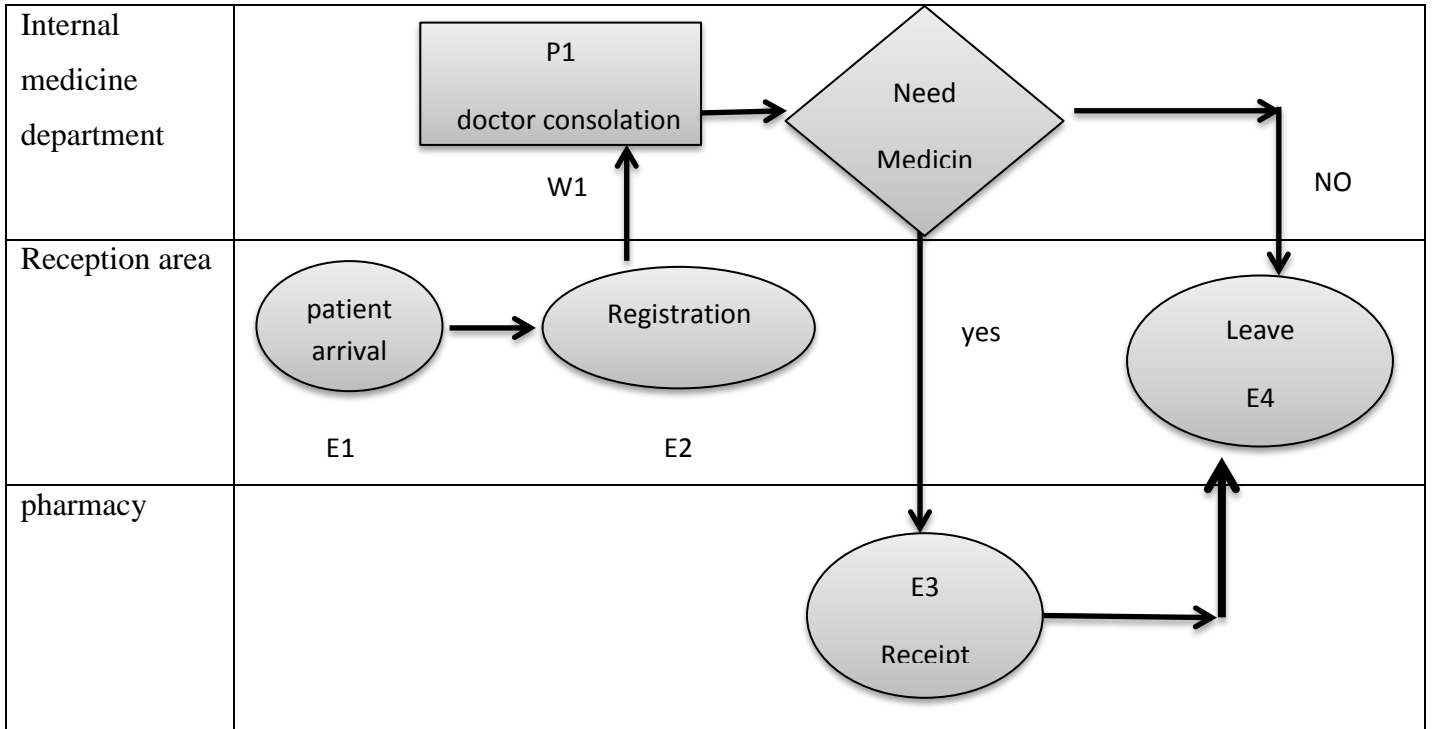 Internal
medicine
department
P1
doctor consolation
Need
Medicin
W1
NO
Reception area
patient
arrival
Registration
yes
Leave
E4
E1
E2
pharmacy
E3
Receipt